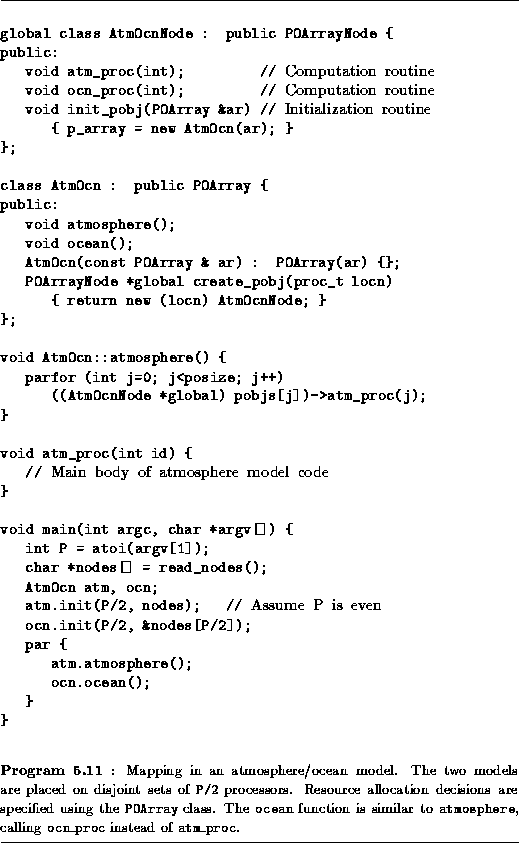 global class AtmOcnNode :  public POArrayNode {
public:
   void atm_proc(int);          // Computation routine
   void ocn_proc(int);          // Computation routine
   void init_pobj(POArray &ar) // Initialization routine
      { p_array = new AtmOcn(ar); }
};
class AtmOcn :  public POArray {
public:
   void atmosphere();
   void ocean();
   AtmOcn(const POArray & ar) :  POArray(ar) {};
   POArrayNode *global create_pobj(proc_t locn)
      { return new (locn) AtmOcnNode; }
};
void AtmOcn::atmosphere() {
   parfor (int j=0; j<posize; j++)
      ((AtmOcnNode *global) pobjs[j])->atm_proc(j);
}
void atm_proc(int id) {
   // Main body of atmosphere model code
}
void main(int argc, char *argv[]) {
   int P = atoi(argv[1]);
   char *nodes[] = read_nodes();
   AtmOcn atm, ocn;
   atm.init(P/2, nodes);   // Assume P is even
   ocn.init(P/2, &nodes[P/2]);
   par {
      atm.atmosphere();
      ocn.ocean();
   }
}
Program 5.11 : Mapping in an atmosphere/ocean model. The two models
are placed on disjoint sets of P/2 processors. Resource allocation decisions are
specified using the POArray class. The ocean function is similar to atmosphere,
calling ocn_proc instead of atm_proc.